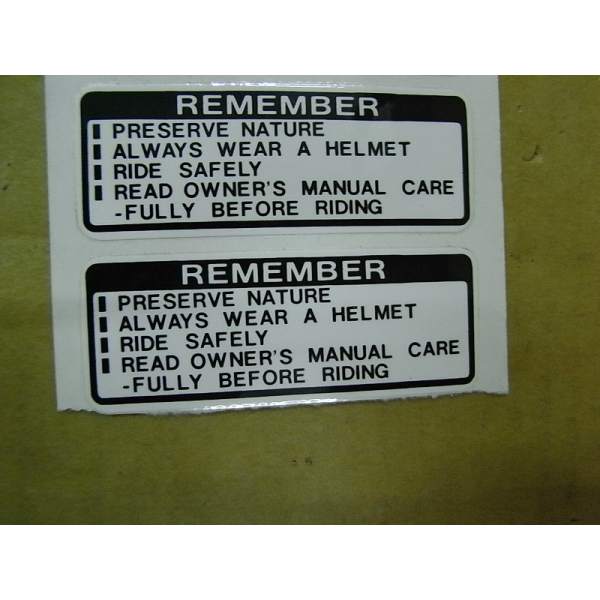 REMEMBER
PRESERVE NATURE
ALWAYS WEAR A HELMET
RIDE SAFELY
READ OWNER'S MANUAL CARE
-FULLY BEFORE RIDING
REMEMBER
PRESERVE NATURE
ALWAYS WEAR A HELMET
RIDE SAFELY
READ OWNER'S MANUAL CARE
-FULLY BEFORE RIDING